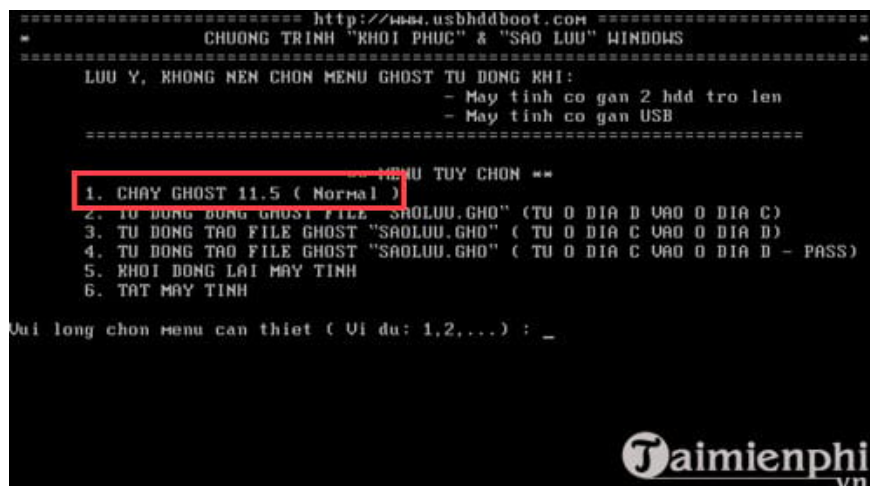 ========================== http://www.usbhddboot.com =========================
* CHUONG TRINH "KHOI PHUC" & "SAO LUU" WINDOWS *
==============================================================================
LUU Y, KHONG NEN CHON MENU GHOST TU DONG KHI:
- May tinh co gan 2 hdd tro len
- May tinh co gan USB
==================================================================
** MENU TUY CHON **
1. CHAY GHOST 11.5 ( Normal )
2. TU DONG BUNG GHOST FILE "SAOLUU.GHO" (TU O DIA D VAO O DIA C)
3. TU DONG TAO FILE GHOST "SAOLUU.GHO" ( TU O DIA C VAO O DIA D)
4. TU DONG TAO FILE GHOST "SAOLUU.GHO" ( TU O DIA C VAO O DIA D - PASS)
5. KHOI DONG LAI MAY TINH
6. TAT MAY TINH
Vui long chon menu can thiet ( Vi du: 1,2,...) : _
Taimienphi
.vn